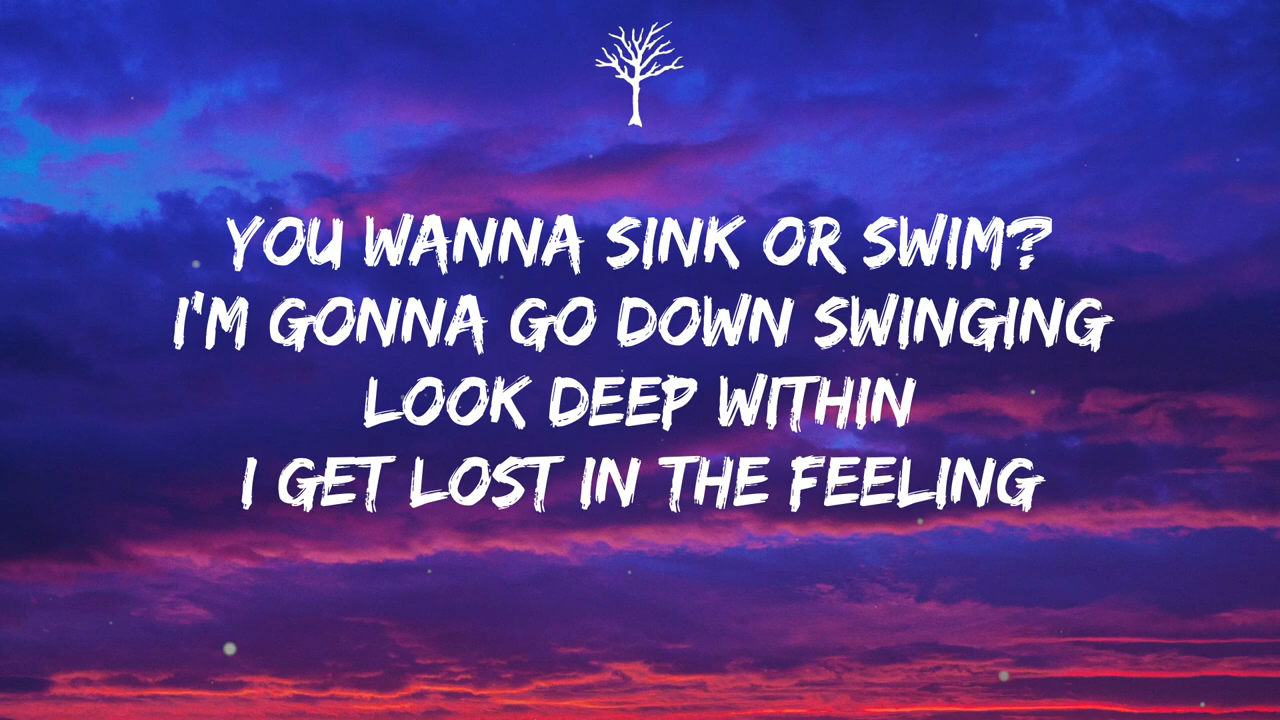 YOU WANNA SINK OR SWIM?
I'M GONNA GO DOWN SWINGING
LOOK DEEP WITHIN
I GET LOST IN THE FEELING